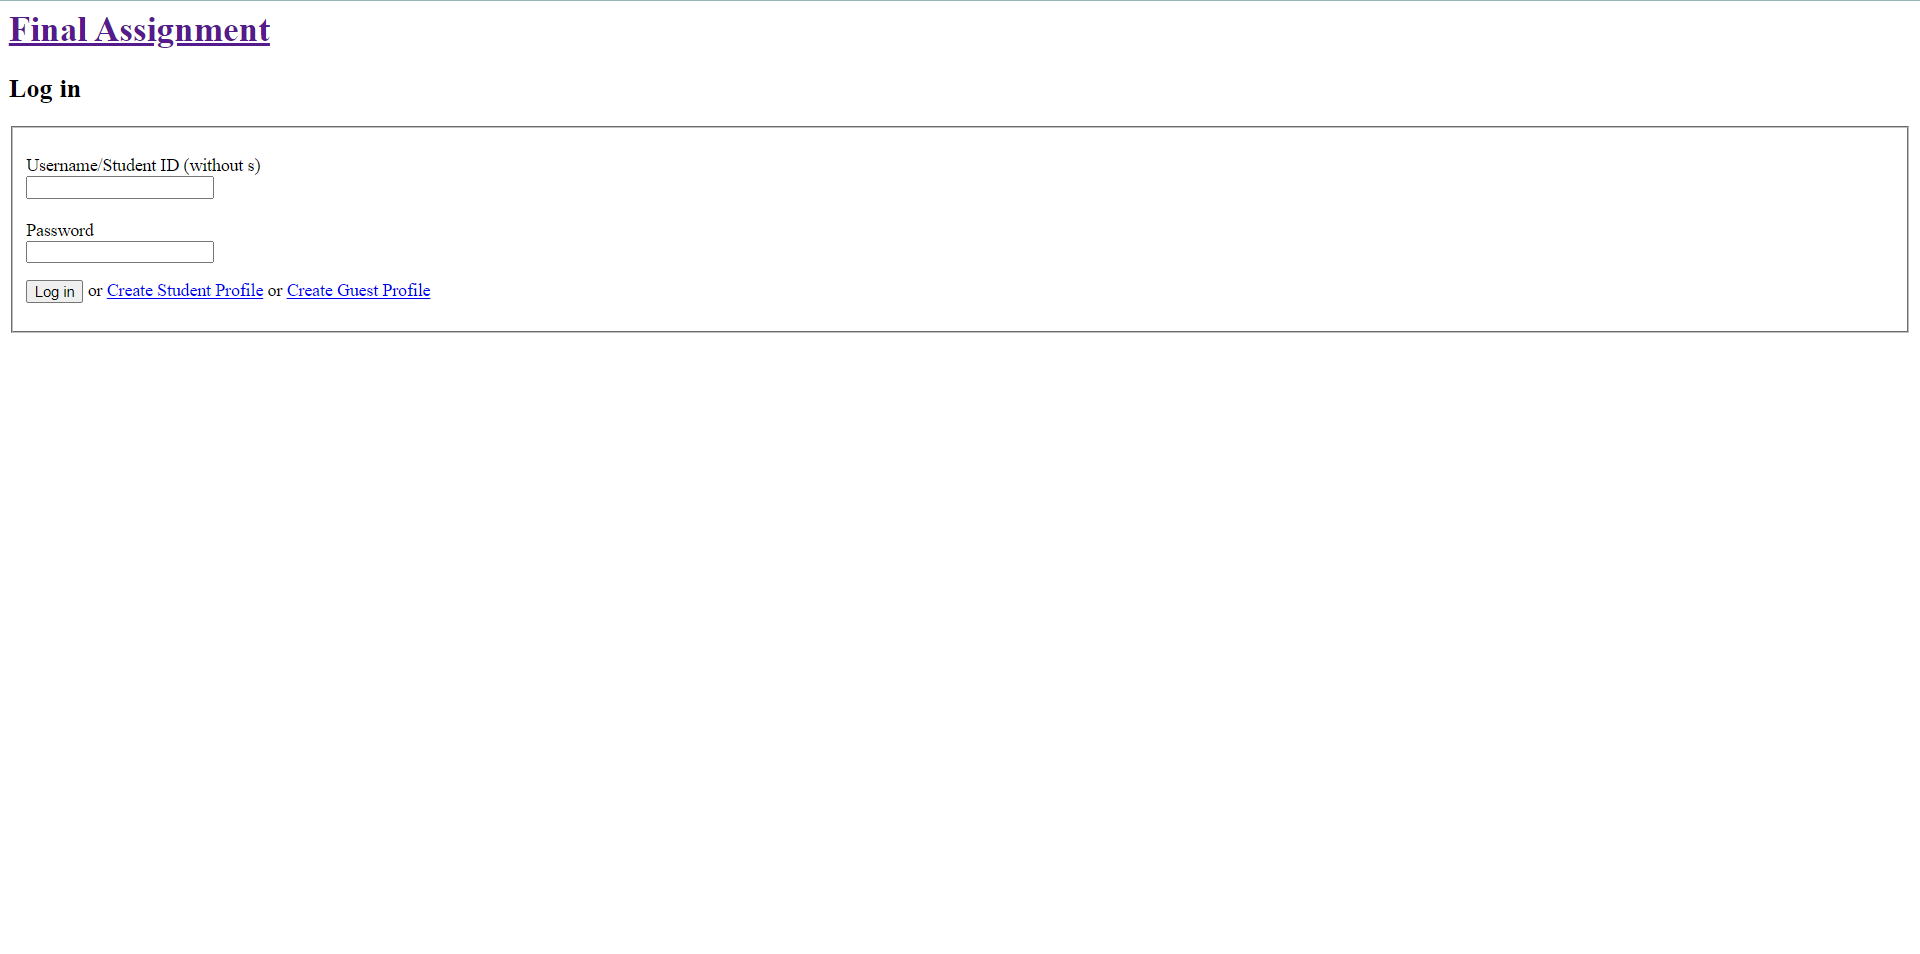 Final Assignment
Log in
Username/Student ID (without s)
Password
Log in or Create Student Profile or Create Guest Profile